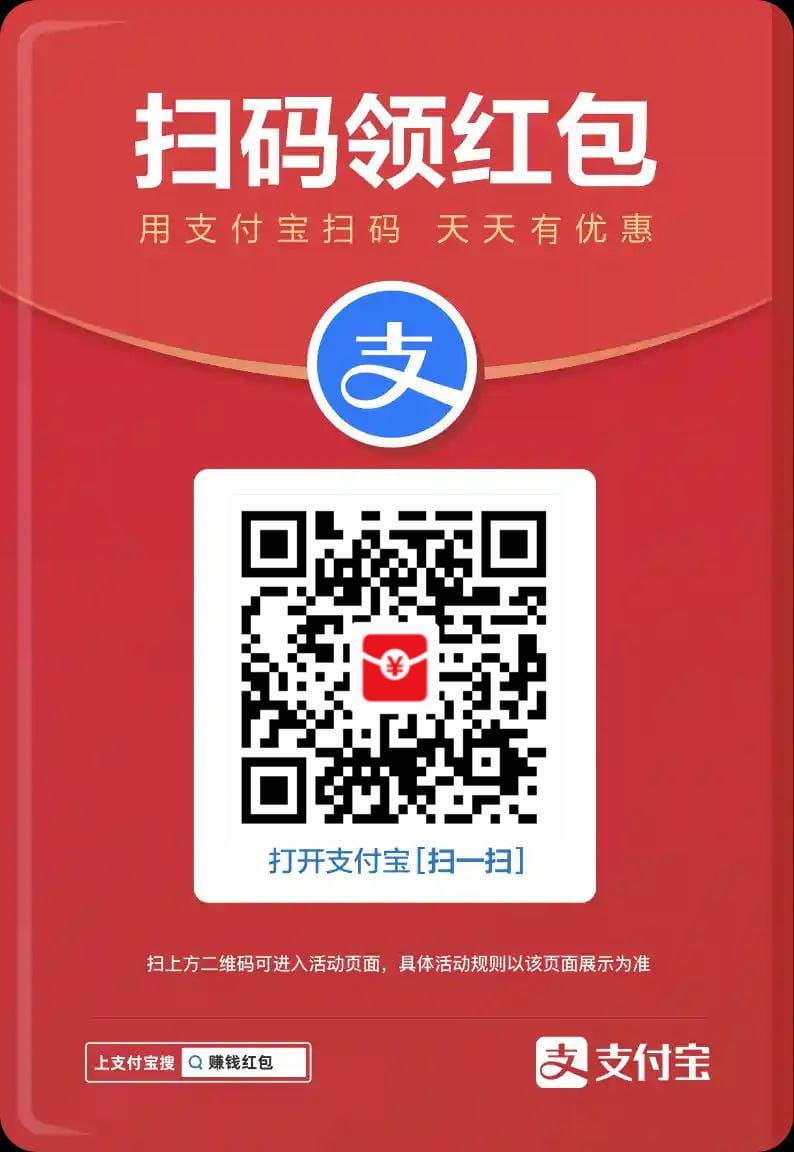 扫码领红包
用支付宝扫码 天天有优惠
支
¥
打开支付宝[扫一扫]
扫上方二维码可进入活动页面，具体活动规则以该页面展示为准
上支付宝搜 赚钱红包
支 支付宝